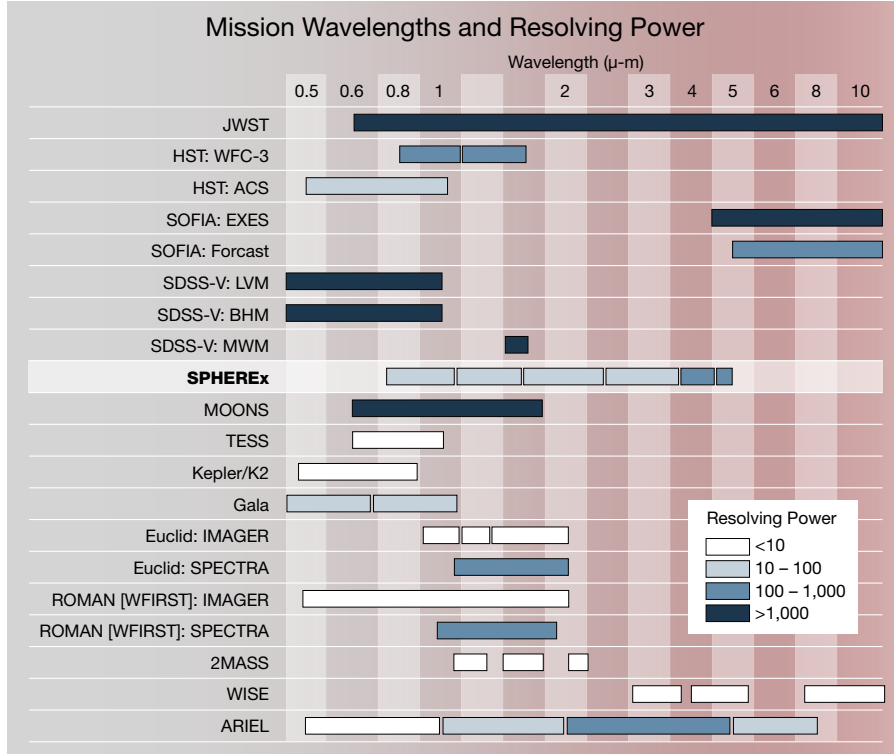 Mission Wavelengths and Resolving Power
Wavelength (µ-m)
0.5 0.6 0.8 1 2 3 4 5 6 8 10
JWST
HST: WFC-3
HST: ACS
SOFIA: EXES
SOFIA: Forcast
SDSS-V: LVM
SDSS-V: BHM
SDSS-V: MWM
SPHEREx
MOONS
TESS
Kepler/K2
Gala
Euclid: IMAGER
Euclid: SPECTRA
ROMAN [WFIRST]: IMAGER
ROMAN [WFIRST]: SPECTRA
2MASS
WISE
ARIEL
Resolving Power
<10
10 – 100
100 – 1,000
>1,000